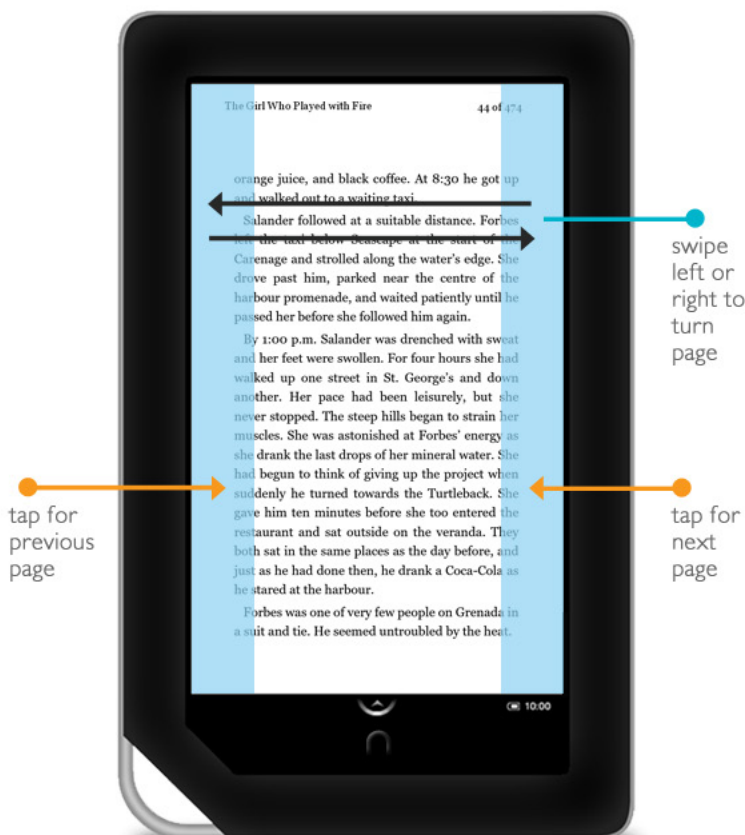 The Girl Who Played with Fire 44 of 474
orange juice, and black coffee. At 8:30 he got up
and walked out to a waiting taxi.
Salander followed at a suitable distance. Forbes
left the taxi below Seascape at the start of the
Carenage and strolled along the water's edge. She
drove past him, parked near the centre of the
harbour promenade, and waited patiently until he
passed her before she followed him again.
By 1:00 p.m. Salander was drenched with sweat
and her feet were swollen. For four hours she had
walked up one street in St. George's and down
another. Her pace had been leisurely, but she
never stopped. The steep hills began to strain her
muscles. She was astonished at Forbes' energy as
she drank the last drops of her mineral water. She
had begun to think of giving up the project when
suddenly he turned towards the Turtleback. She
gave him ten minutes before she too entered the
restaurant and sat outside on the veranda. They
both sat in the same places as the day before, and
just as he had done then, he drank a Coca-Cola as
he stared at the harbour.
Forbes was one of very few people on Grenada in
a suit and tie. He seemed untroubled by the heat.
10:00
swipe
left or
right to
turn
page
tap for
previous
page
tap for
next
page